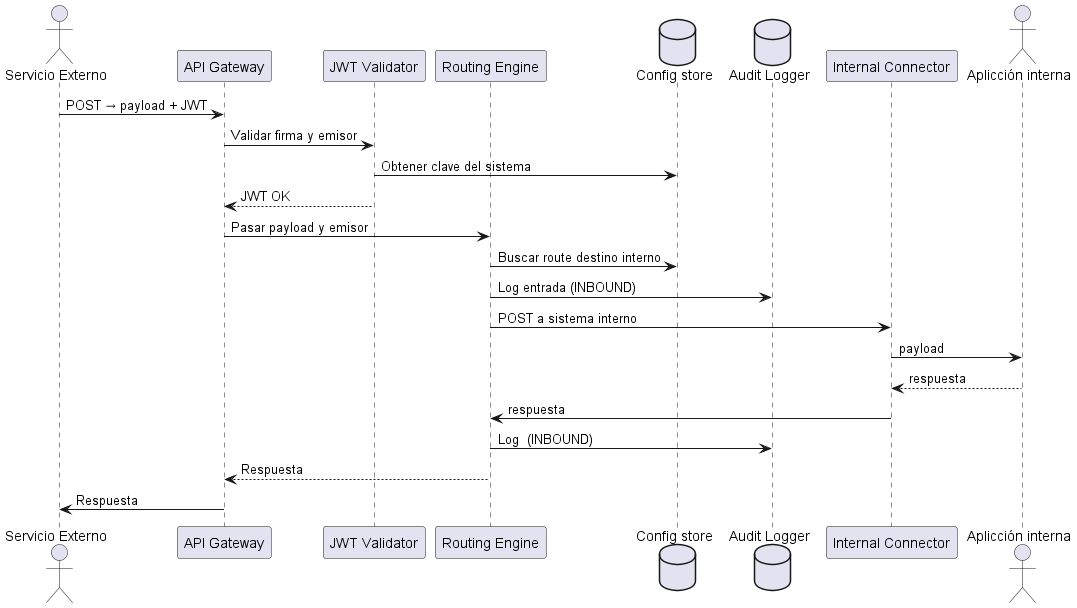 Servicio Externo
API Gateway
JWT Validator
Routing Engine
Config store
Audit Logger
Internal Connector
Aplicción interna
POST → payload + JWT
Validar firma y emisor
Obtener clave del sistema
JWT OK
Pasar payload y emisor
Buscar route destino interno
Log entrada (INBOUND)
POST a sistema interno
payload
respuesta
respuesta
Log  (INBOUND)
Respuesta
Respuesta
Servicio Externo
API Gateway
JWT Validator
Routing Engine
Config store
Audit Logger
Internal Connector
Aplicción interna